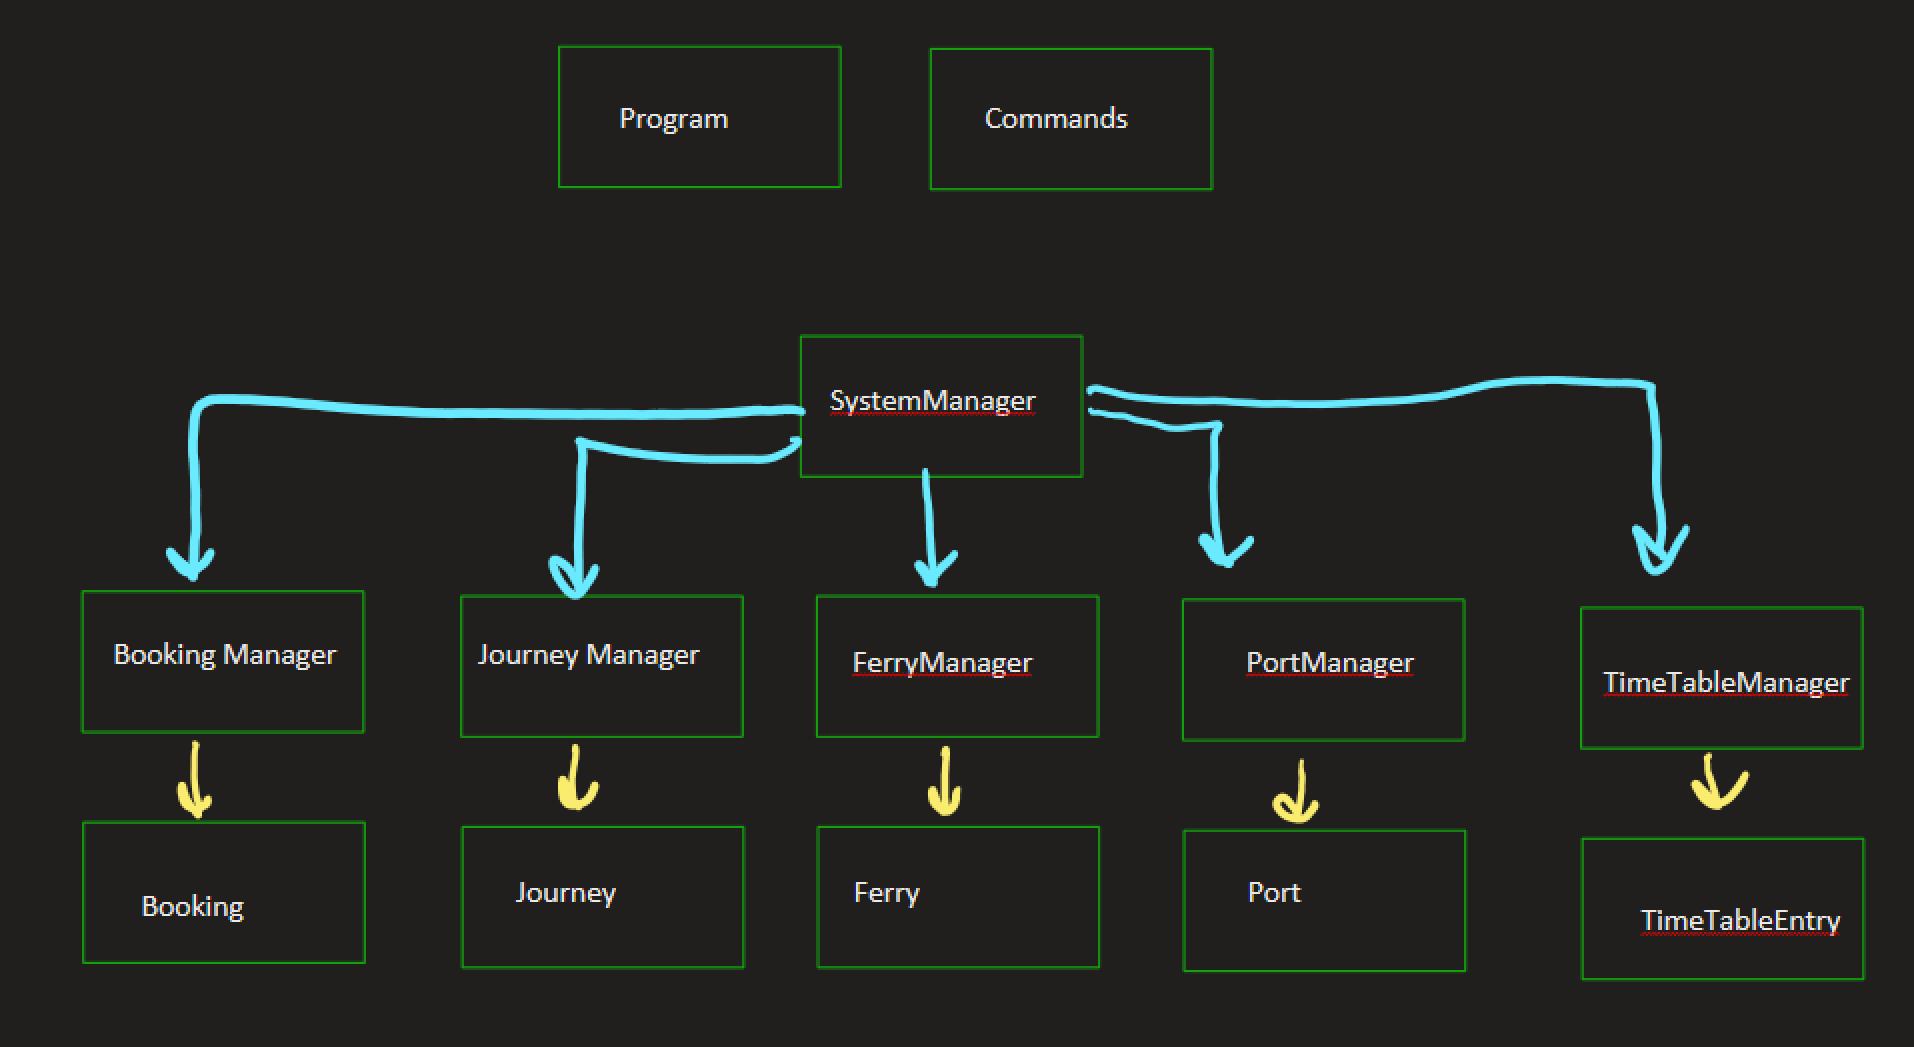 Program
Commands
SystemManager
Booking Manager
Journey Manager
FerryManager
PortManager
TimeTableManager
Booking
Journey
Ferry
Port
TimeTableEntry